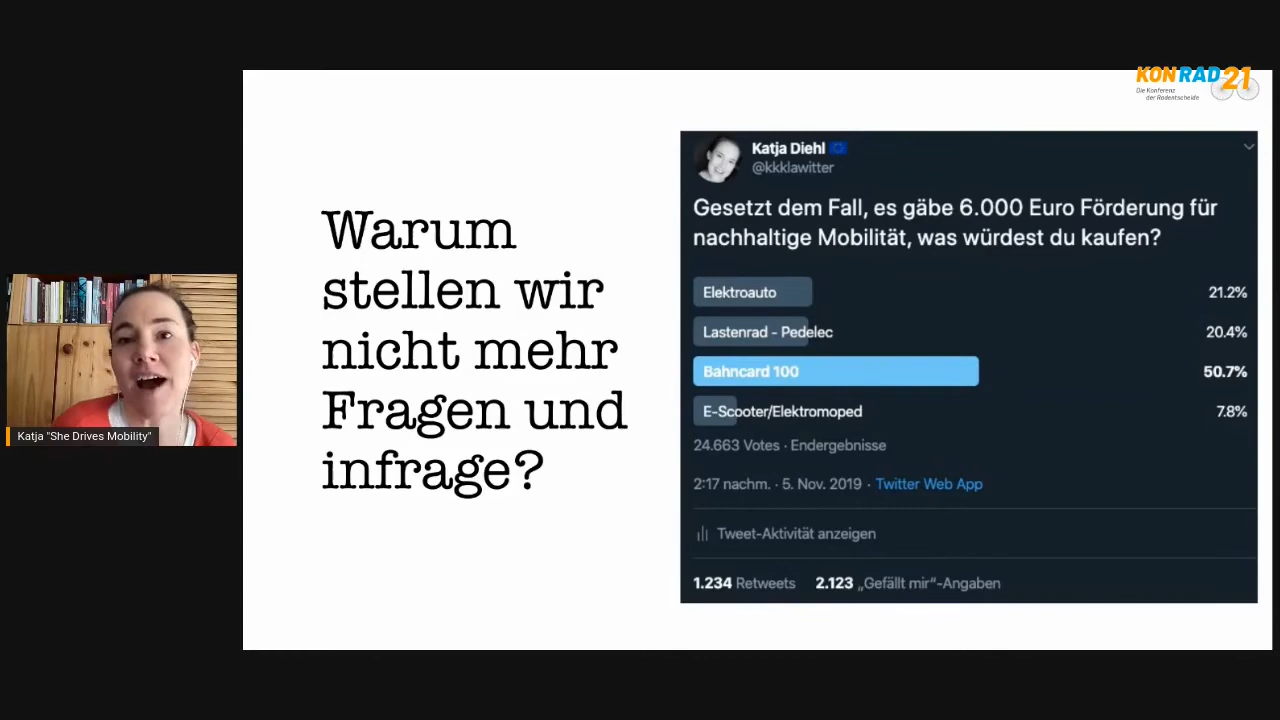 KONRAD21
Die Konferenz
der Radentscheide
Warum
stellen wir
nicht mehr
Fragen und
infrage?
Katja Diehl
@kkklawitter
Gesetzt dem Fall, es gäbe 6.000 Euro Förderung für
nachhaltige Mobilität, was würdest du kaufen?
Elektroauto 21.2%
Lastenrad - Pedelec 20.4%
Bahncard 100 50.7%
E-Scooter/Elektromoped 7.8%
24.663 Votes · Endergebnisse
2:17 nachm. · 5. Nov. 2019 · Twitter Web App
Tweet-Aktivität anzeigen
1.234 Retweets 2.123 „Gefällt mir“-Angaben
Katja "She Drives Mobility"